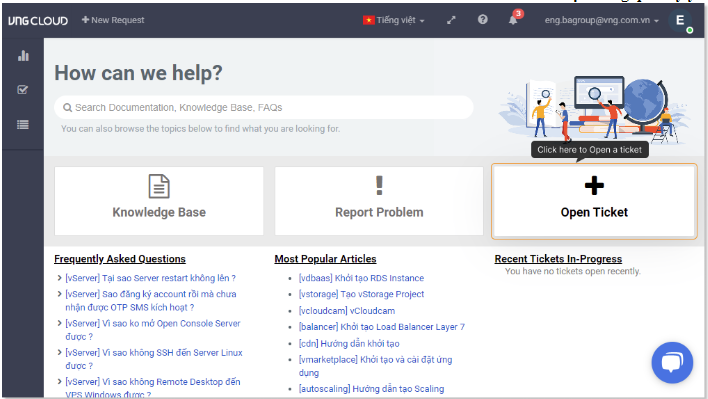 VNG CLOUD + New Request Tiếng việt 3 eng.bagroup@vng.com.vn E
How can we help?
Search Documentation, Knowledge Base, FAQs
You can also browse the topics below to find what you are looking for.
Click here to Open a ticket
Knowledge Base
Report Problem
Open Ticket
Frequently Asked Questions
[vServer] Tại sao Server restart không lên ?
[vServer] Sao đăng ký account rồi mà chưa
nhận được OTP SMS kích hoạt ?
[vServer] Vì sao ko mở Open Console Server
được ?
[vServer] Vì sao không SSH đến Server Linux
được ?
[vServer] Vì sao không Remote Desktop đến
VPS Windows được ?
Most Popular Articles
[vdbaas] Khởi tạo RDS Instance
[vstorage] Tạo vStorage Project
[vcloudcam] vCloudcam
[balancer] Khởi tao Load Balancer Layer 7
[cdn] Hướng dẫn khởi tạo
[vmarketplace] Khởi tạo và cài đặt ứng
dụng
[autoscaling] Hướng dẫn tạo Scaling
Recent Tickets In-Progress
You have no tickets open recently.